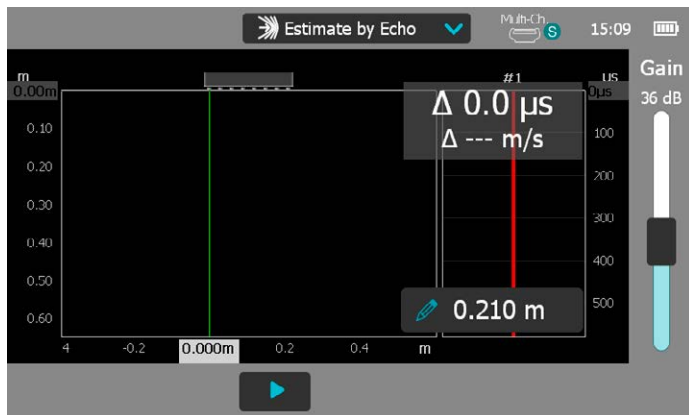 Estimate by Echo
Multi-Ch.
S
15:09
m
#1
µs
Gain
0.00m
0µs
36 dB
Δ 0.0 µs
Δ --- m/s
0.10
100
0.20
200
0.30
300
0.40
400
0.50
500
0.60
0.210 m
4
-0.2
0.000m
0.2
0.4
m